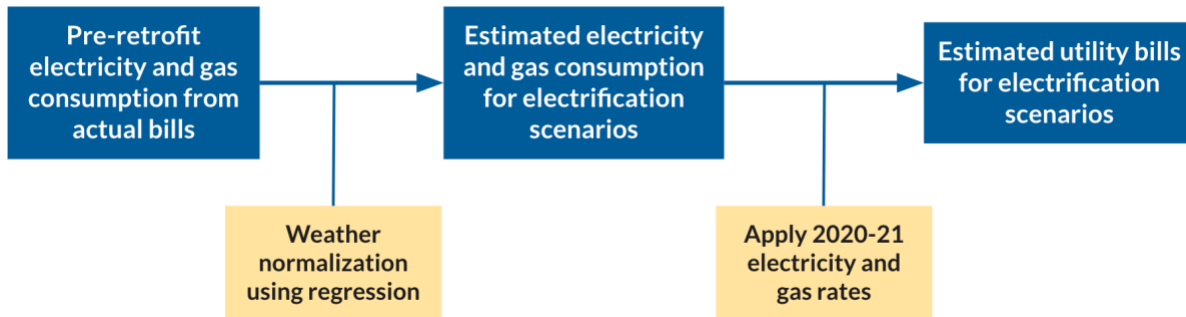 Pre-retrofit
electricity and gas
consumption from
actual bills
Estimated electricity
and gas consumption
for electrification
scenarios
Estimated utility bills
for electrification
scenarios
Weather
normalization
using regression
Apply 2020-21
electricity and
gas rates